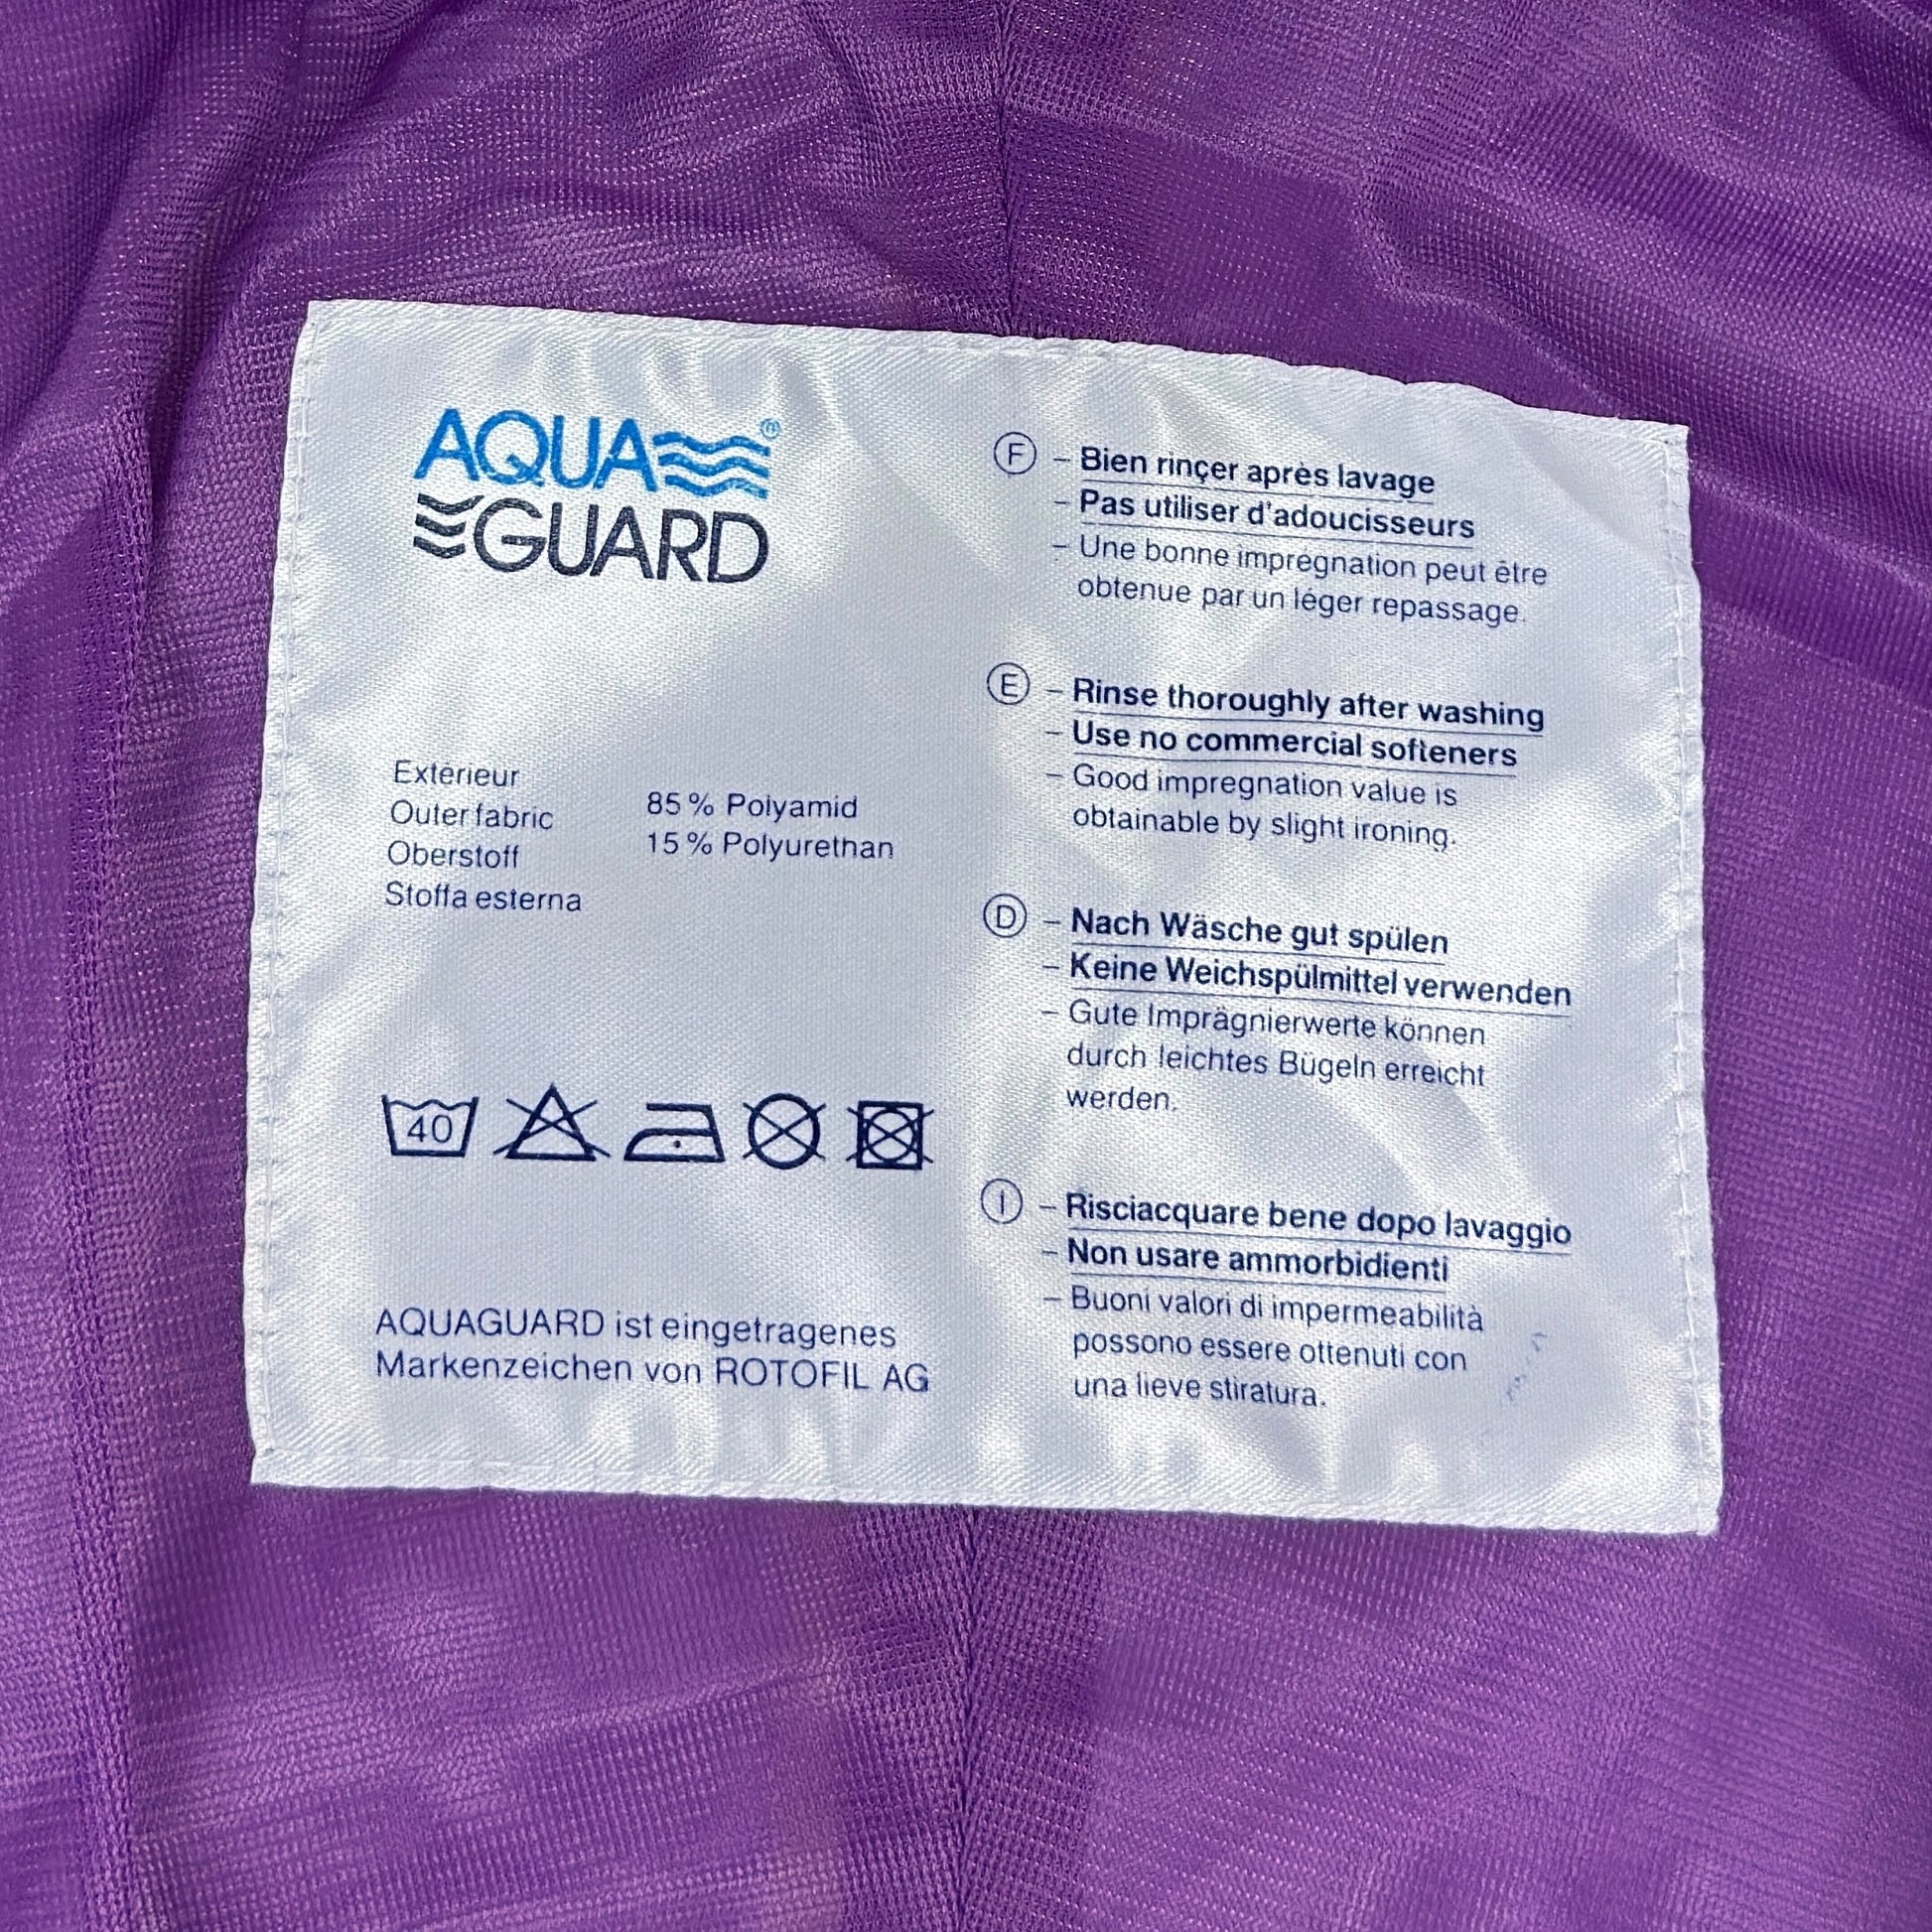 AQUA®
GUARD
Extérieur
Outer fabric
Oberstoff
Stoffa esterna
85 % Polyamid
15 % Polyurethan
40
AQUAGUARD ist eingetragenes
Markenzeichen von ROTOFIL AG
F – Bien rinçer après lavage
– Pas utiliser d'adoucisseurs
– Une bonne imprégnation peut être
obtenue par un léger repassage.
E – Rinse thoroughly after washing
– Use no commercial softeners
– Good impregnation value is
obtainable by slight ironing.
D – Nach Wäsche gut spülen
– Keine Weichspülmittel verwenden
– Gute Imprägnierwerte können
durch leichtes Bügeln erreicht
werden.
I – Risciacquare bene dopo lavaggio
– Non usare ammorbidienti
– Buoni valori di impermeabilità
possono essere ottenuti con
una lieve stiratura.